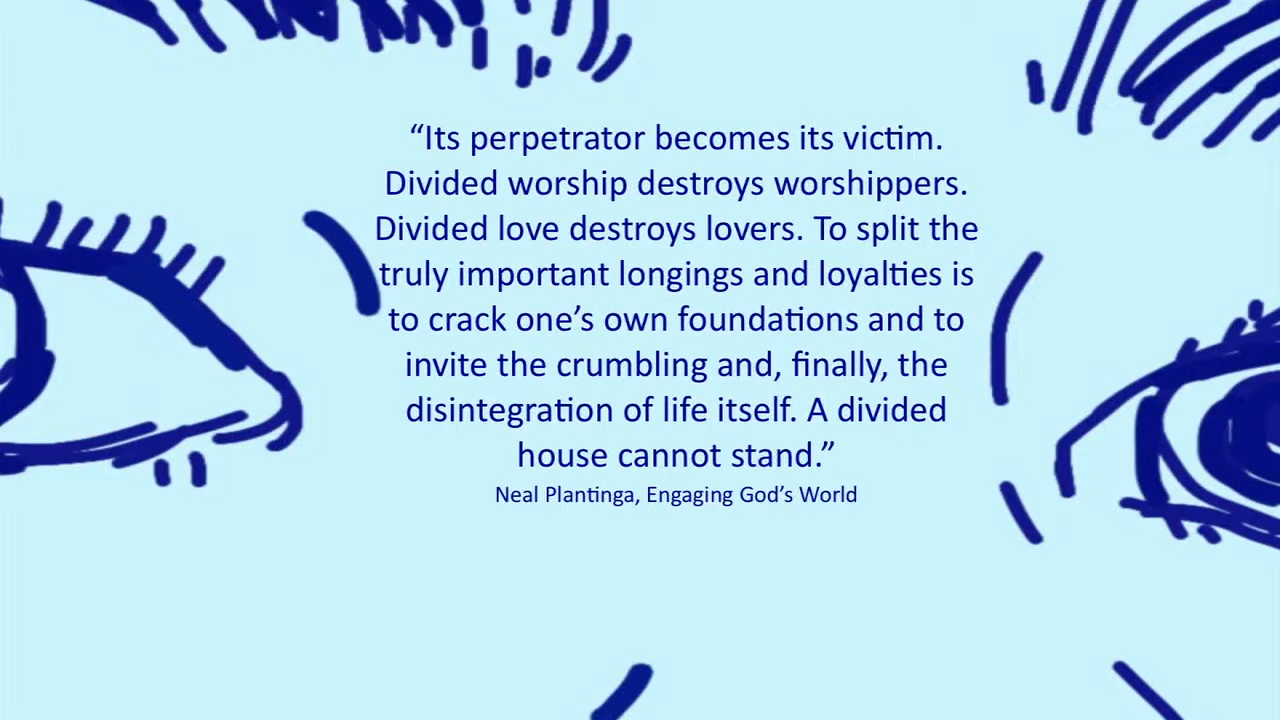 “Its perpetrator becomes its victim.
Divided worship destroys worshippers.
Divided love destroys lovers. To split the
truly important longings and loyalties is
to crack one’s own foundations and to
invite the crumbling and, finally, the
disintegration of life itself. A divided
house cannot stand.”
Neal Plantinga, Engaging God’s World